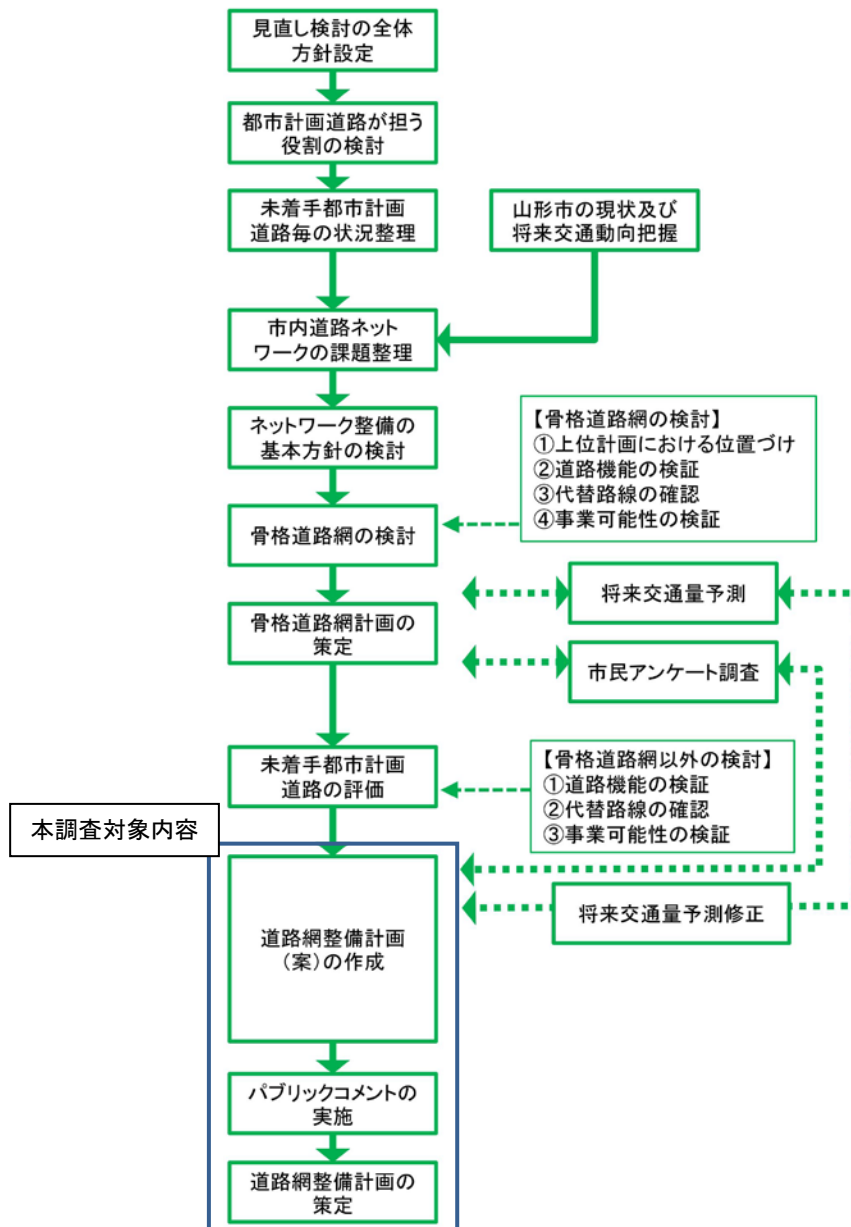 見直し検討の全体
方針設定
都市計画道路が担う
役割の検討
未着手都市計画
道路毎の状況整理
山形市の現状及び
将来交通動向把握
市内道路ネット
ワークの課題整理
ネットワーク整備の
基本方針の検討
【骨格道路網の検討】
①上位計画における位置づけ
②道路機能の検証
③代替路線の確認
④事業可能性の検証
骨格道路網の検討
骨格道路網計画の
策定
将来交通量予測
市民アンケート調査
未着手都市計画
道路の評価
【骨格道路網以外の検討】
①道路機能の検証
②代替路線の確認
③事業可能性の検証
本調査対象内容
道路網整備計画
(案)の作成
将来交通量予測修正
パブリックコメントの
実施
道路網整備計画の
策定